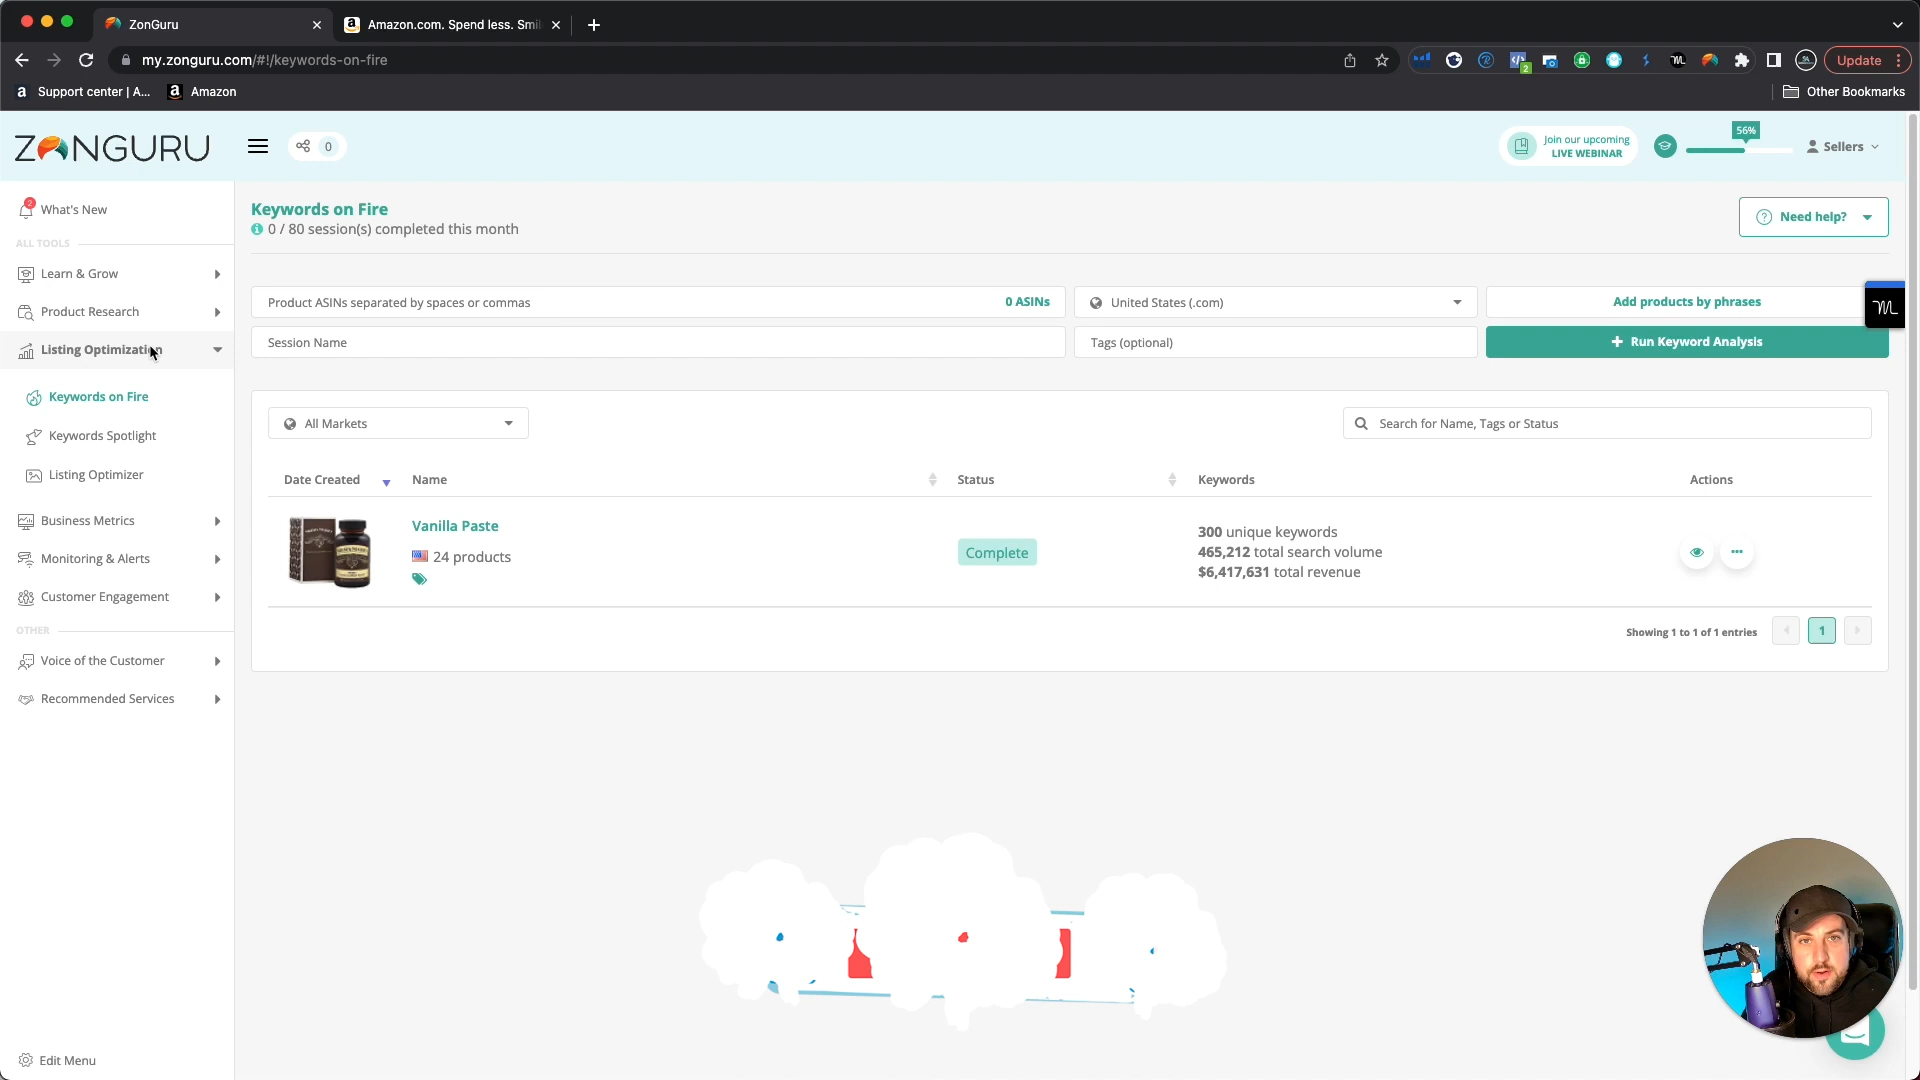 ZonGuru
Amazon.com. Spend less. Smil
my.zonguru.com/#!/keywords-on-fire
2
Update
Support center | A...
Amazon
Other Bookmarks
ZONGURU
0
Join our upcoming
LIVE WEBINAR
56%
Sellers
2
What's New
ALL TOOLS
Learn & Grow
Product Research
Listing Optimization
Keywords on Fire
Keywords Spotlight
Listing Optimizer
Business Metrics
Monitoring & Alerts
Customer Engagement
OTHER
Voice of the Customer
Recommended Services
Edit Menu
Keywords on Fire
0 / 80 session(s) completed this month
Need help?
Product ASINs separated by spaces or commas
0 ASINs
United States (.com)
Add products by phrases
Session Name
Tags (optional)
+ Run Keyword Analysis
All Markets
Search for Name, Tags or Status
Date Created
Name
Status
Keywords
Actions
Vanilla Paste
24 products
Complete
300 unique keywords
465,212 total search volume
$6,417,631 total revenue
Showing 1 to 1 of 1 entries
1